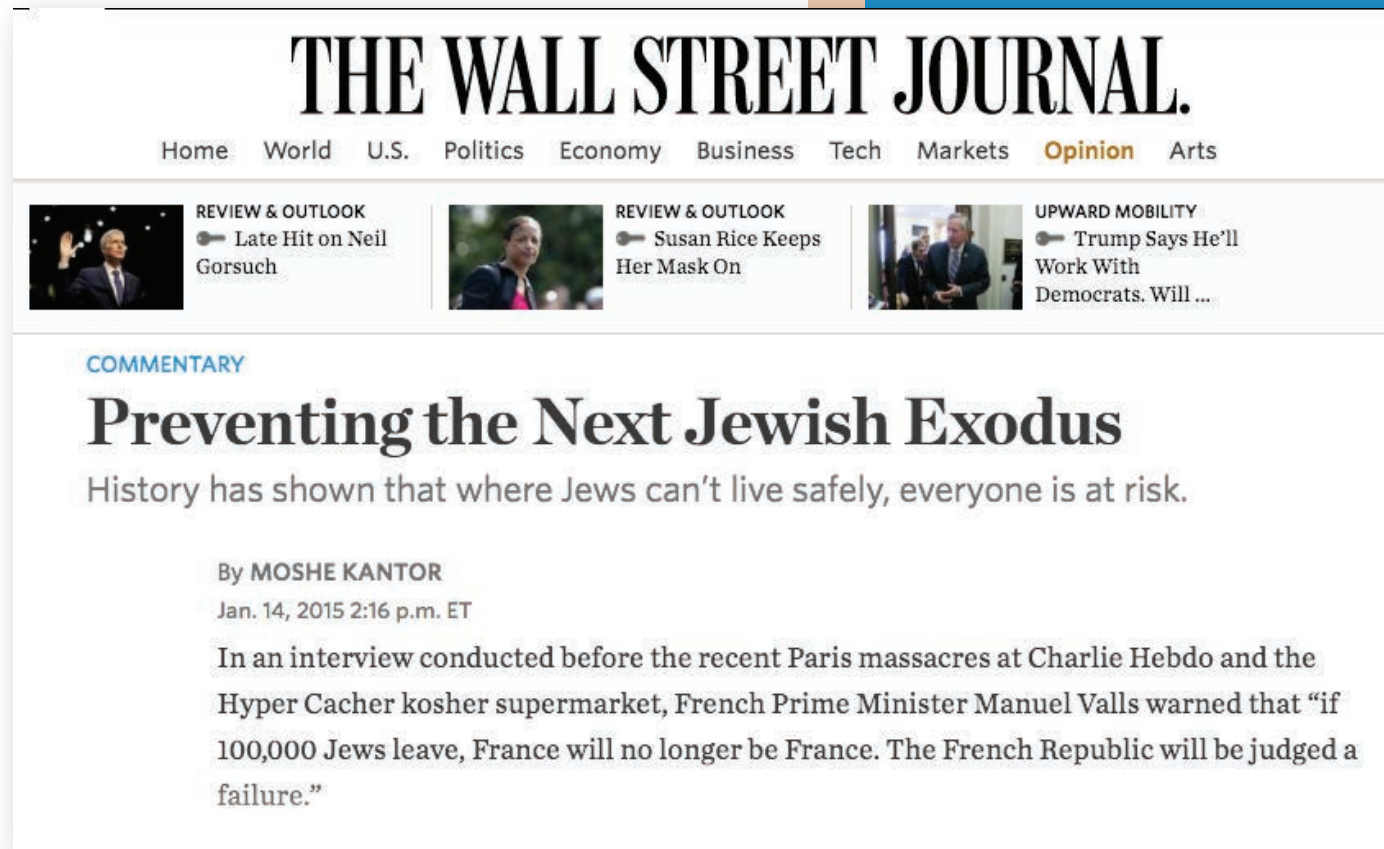 THE WALL STREET JOURNAL.
Home World U.S. Politics Economy Business Tech Markets Opinion Arts
REVIEW & OUTLOOK
Late Hit on Neil
Gorsuch
REVIEW & OUTLOOK
Susan Rice Keeps
Her Mask On
UPWARD MOBILITY
Trump Says He’ll
Work With
Democrats. Will ...
COMMENTARY
Preventing the Next Jewish Exodus
History has shown that where Jews can’t live safely, everyone is at risk.
By MOSHE KANTOR
Jan. 14, 2015 2:16 p.m. ET
In an interview conducted before the recent Paris massacres at Charlie Hebdo and the
Hyper Cacher kosher supermarket, French Prime Minister Manuel Valls warned that “if
100,000 Jews leave, France will no longer be France. The French Republic will be judged a
failure.”